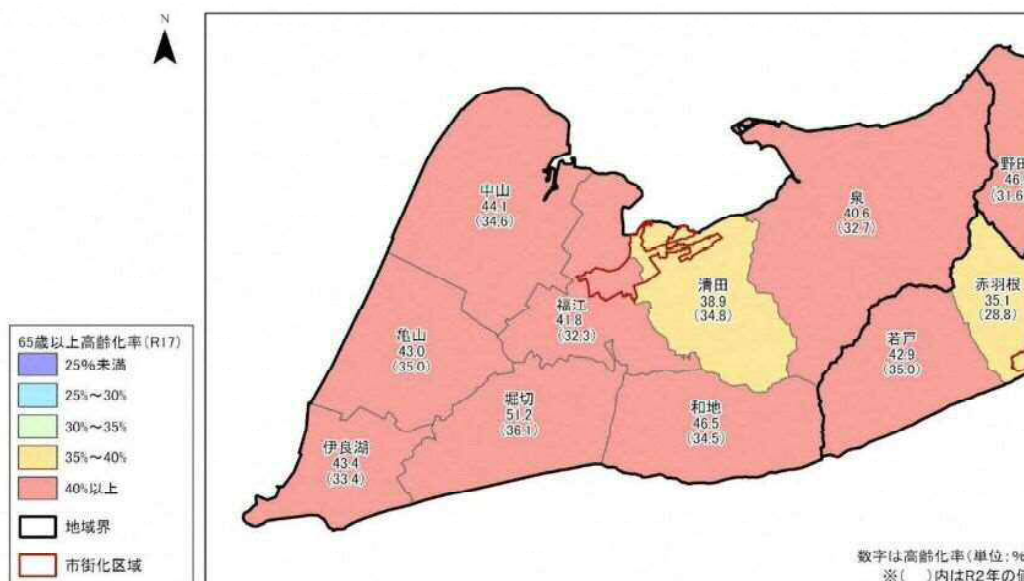 N
中山
44.1
(34.6)
泉
40.6
(32.7)
野田
46.
(31.6
清田
38.9
(34.8)
赤羽根
35.1
(28.8)
福江
41.8
(32.3)
亀山
43.0
(35.0)
若戸
42.9
(35.0)
堀切
51.2
(36.1)
和地
46.5
(34.5)
伊良湖
43.4
(33.4)
65歳以上高齢化率(R17)
25%未満
25%～30%
30%～35%
35%～40%
40%以上
地域界
市街化区域
数字は高齢化率(単位:%
※( )内はR2年の値